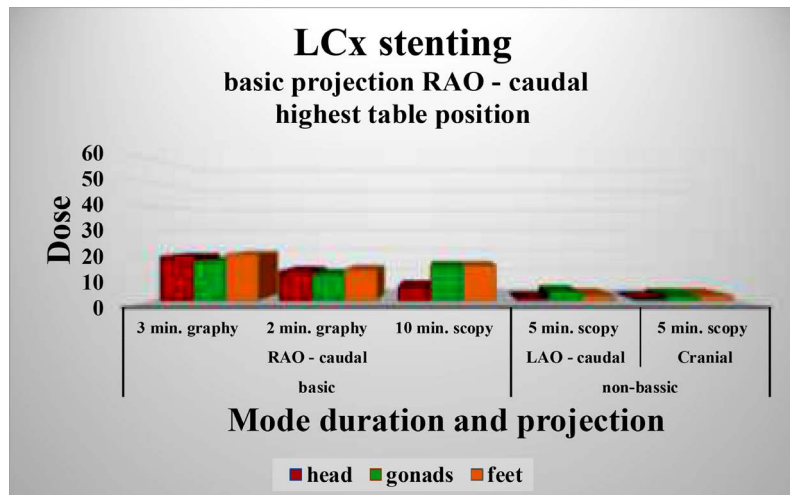 LCx stenting
basic projection RAO - caudal
highest table position
Dose
60
50
40
30
20
10
0
3 min. graphy 2 min. graphy 10 min. scopy 5 min. scopy 5 min. scopy
RAO - caudal LAO - caudal Cranial
basic non-bassic
Mode duration and projection
head gonads feet